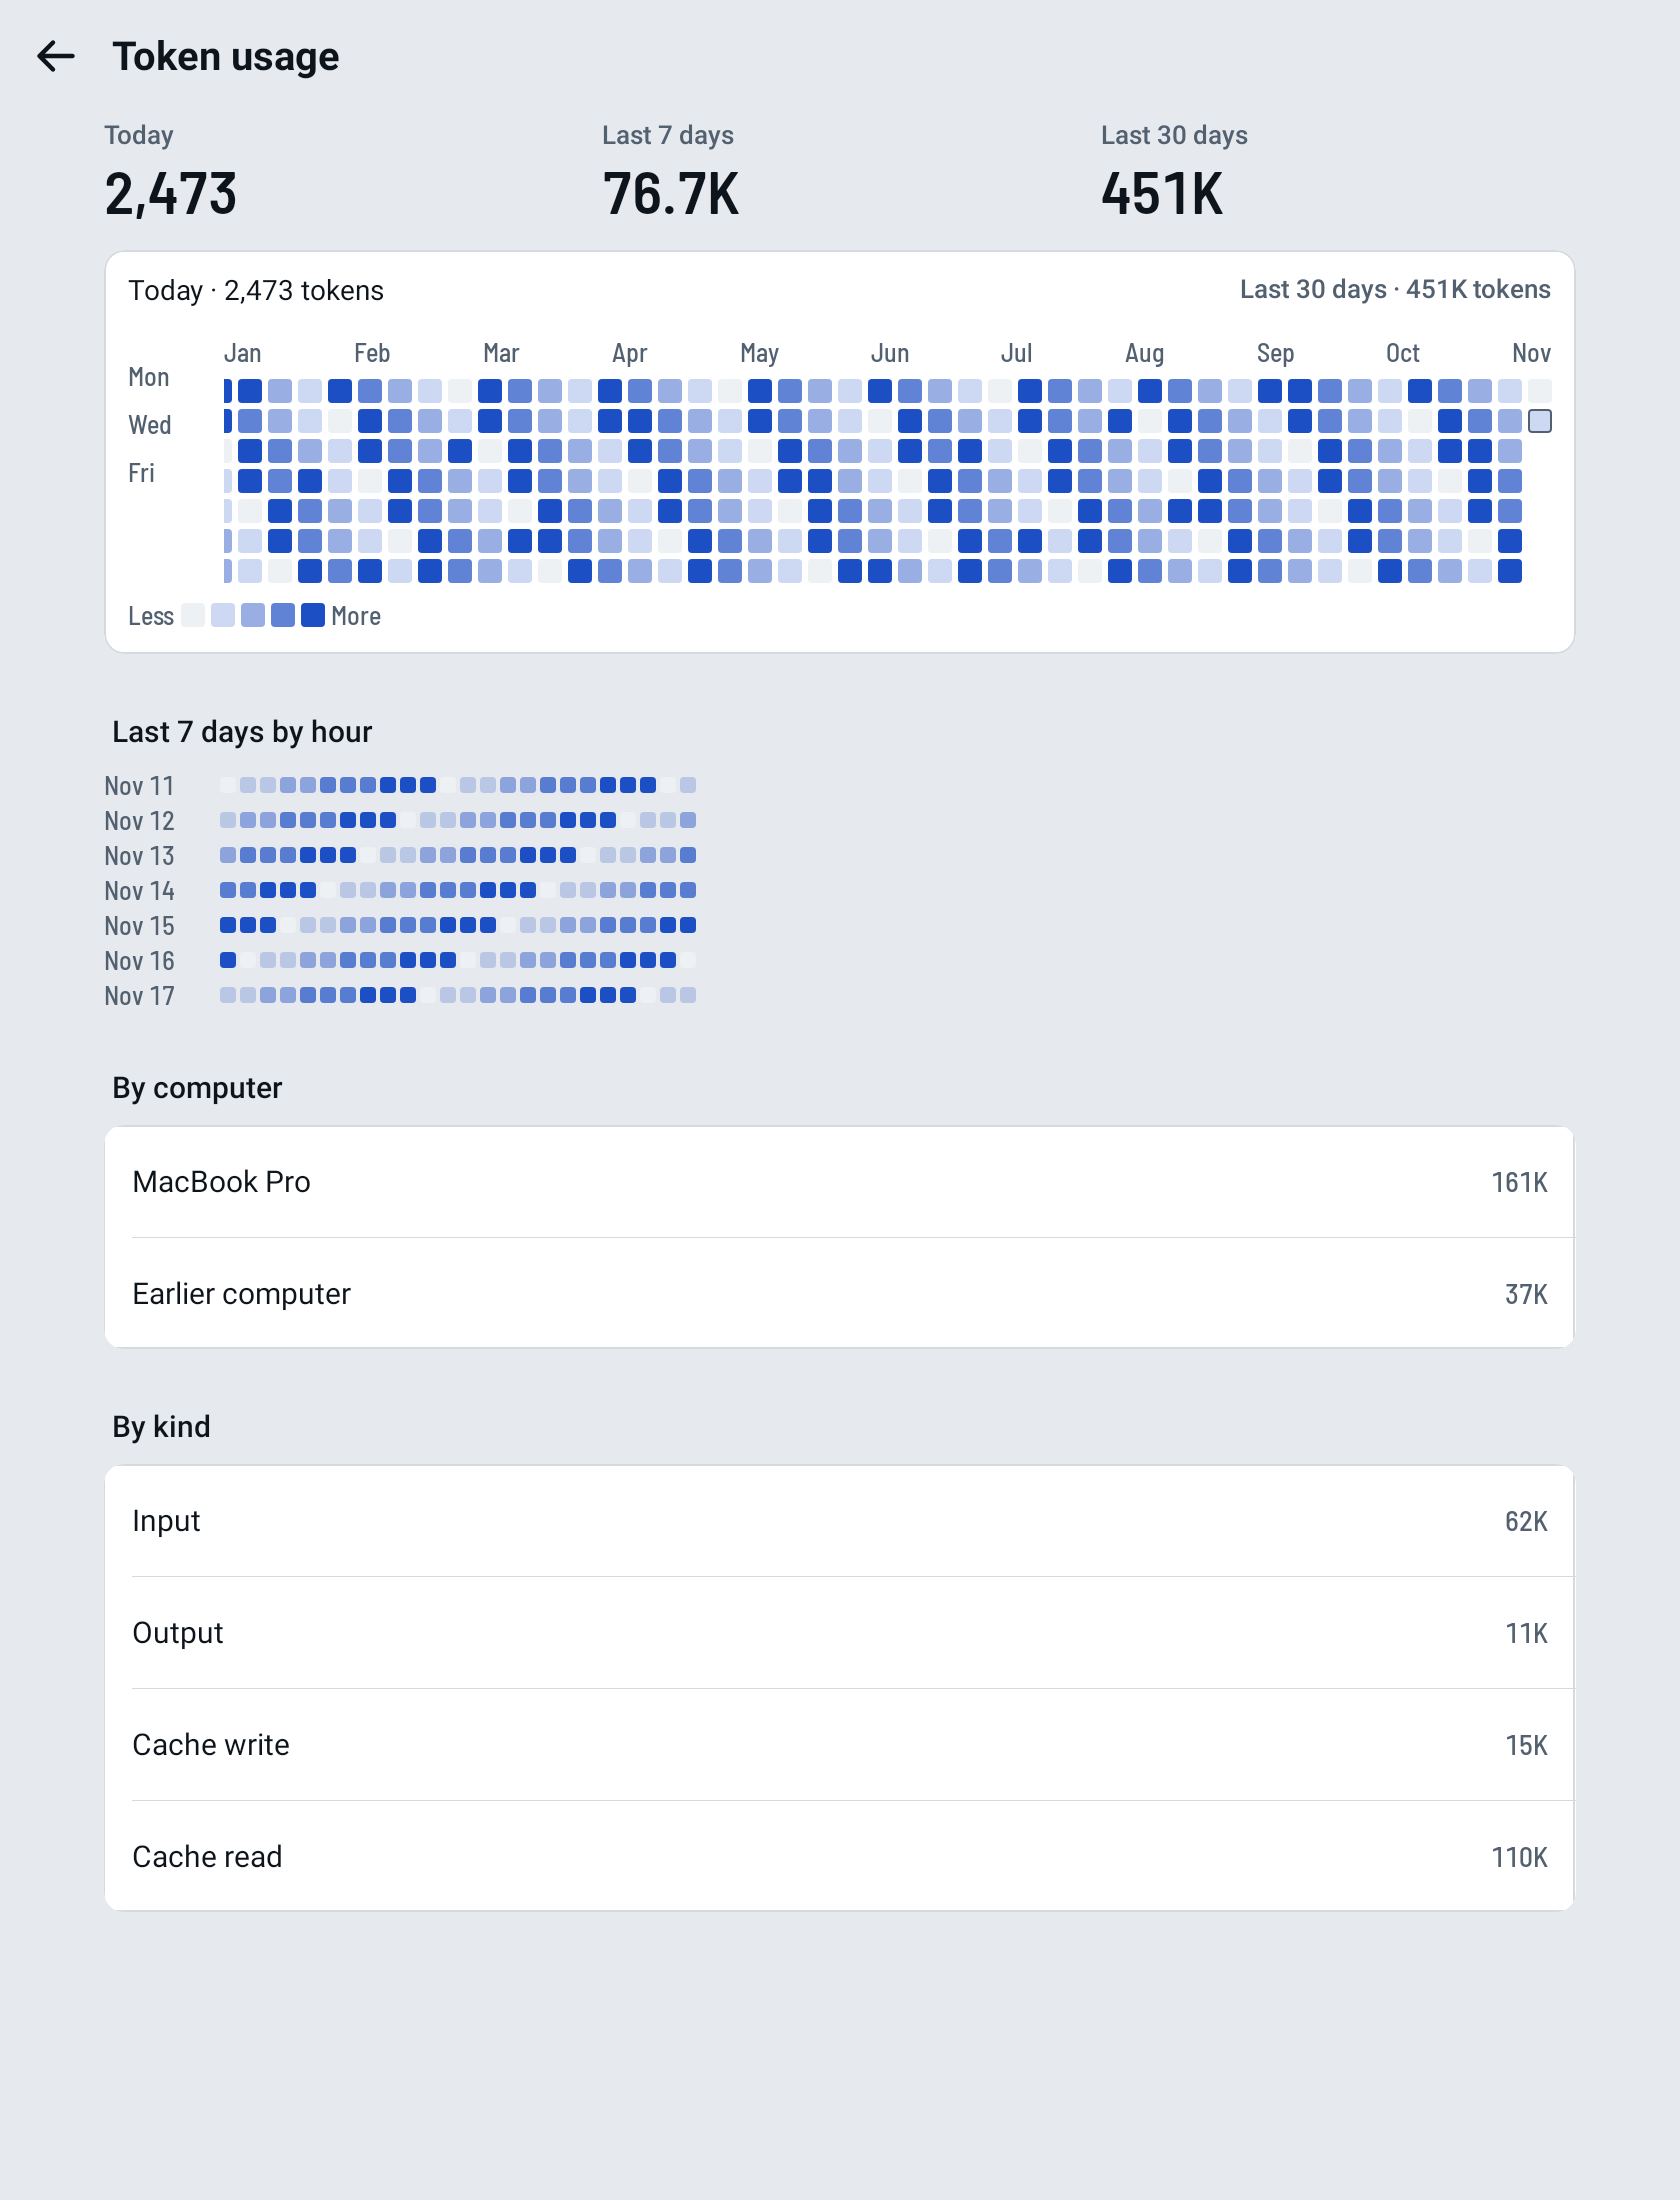 Token usage
Today
Last 7 days
Last 30 days
2,473
76.7K
451K
Today · 2,473 tokens
Last 30 days · 451K tokens
Jan Feb Mar Apr May Jun Jul Aug Sep Oct Nov
Mon
Wed
Fri
Less More
Last 7 days by hour
Nov 11
Nov 12
Nov 13
Nov 14
Nov 15
Nov 16
Nov 17
By computer
MacBook Pro 161K
Earlier computer 37K
By kind
Input 62K
Output 11K
Cache write 15K
Cache read 110K